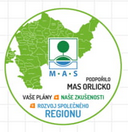 M·A·S
PODPOŘILO
MAS ORLICKO
VAŠE PLÁNY NAŠE ZKUŠENOSTI
ROZVOJ SPOLEČNÉHO
REGIONU